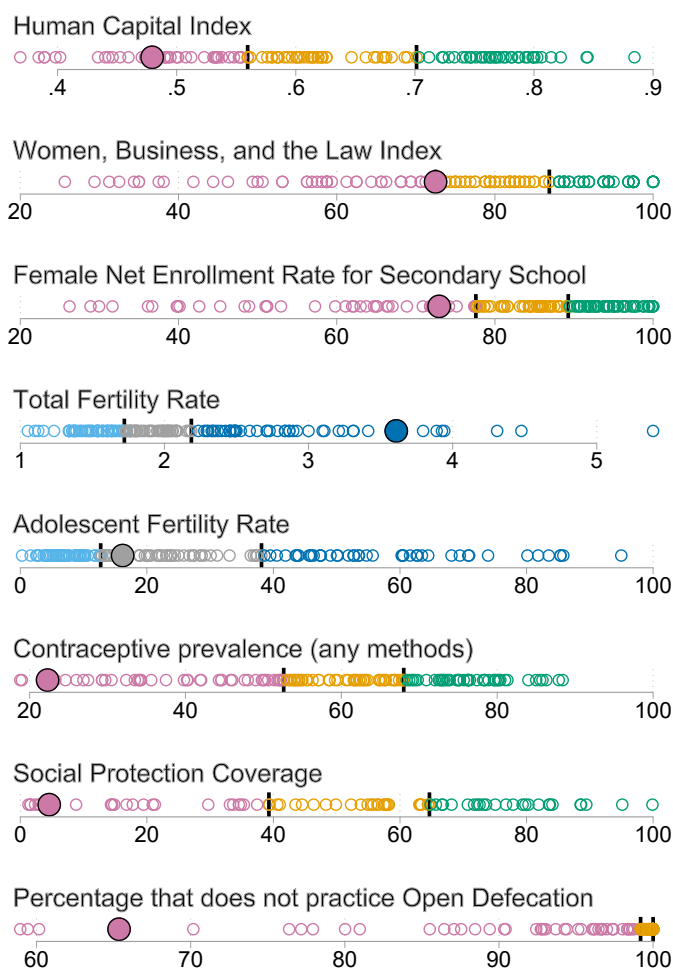 Human Capital Index
.4 .5 .6 .7 .8 .9
Women, Business, and the Law Index
20 40 60 80 100
Female Net Enrollment Rate for Secondary School
20 40 60 80 100
Total Fertility Rate
1 2 3 4 5
Adolescent Fertility Rate
0 20 40 60 80 100
Contraceptive prevalence (any methods)
20 40 60 80 100
Social Protection Coverage
0 20 40 60 80 100
Percentage that does not practice Open Defecation
60 70 80 90 100